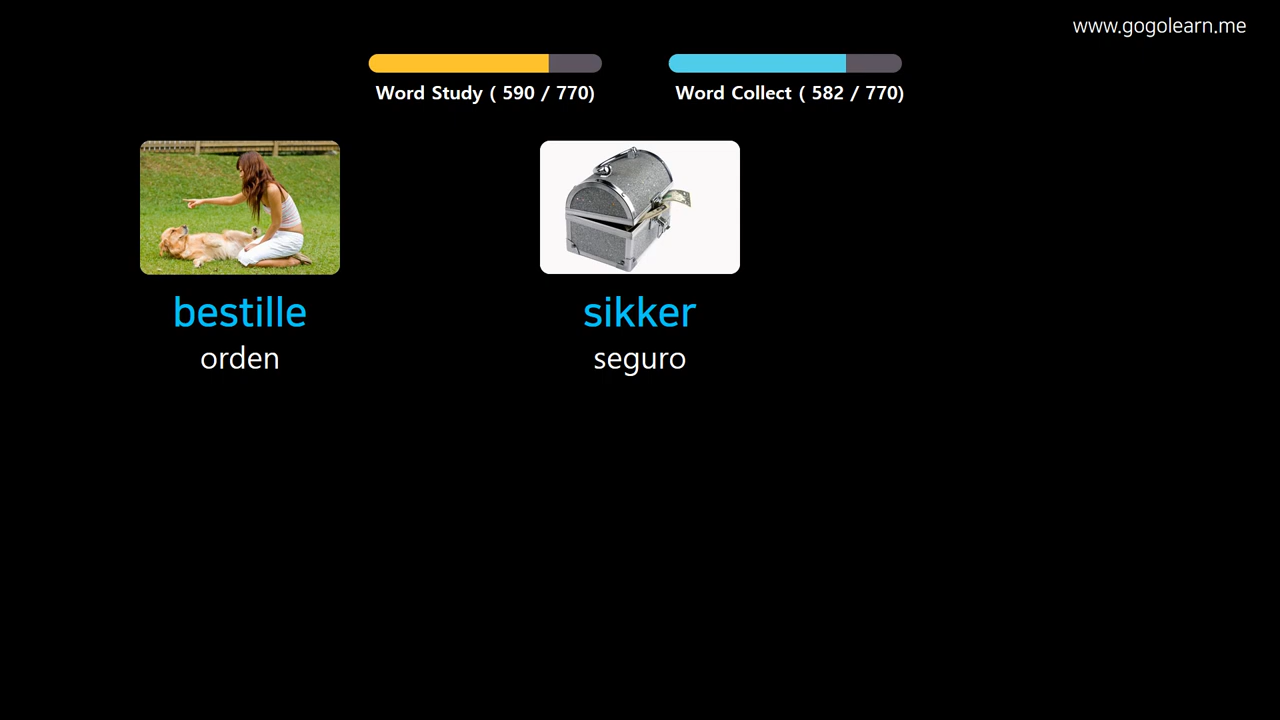 www.gogolearn.me
Word Study ( 590 / 770)
Word Collect ( 582 / 770)
bestille
orden
sikker
seguro